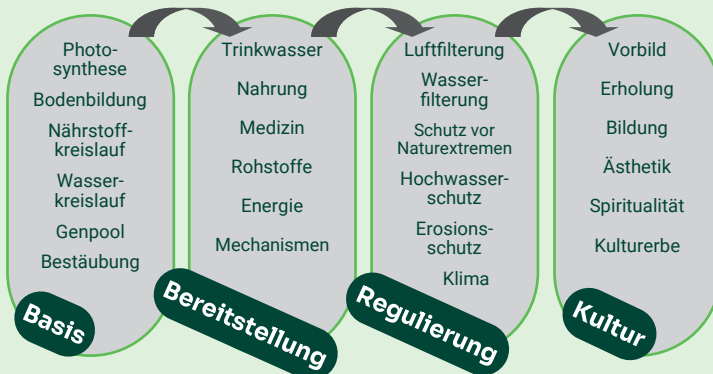 Photo-
synthese
Bodenbildung
Nährstoff-
kreislauf
Wasser-
kreislauf
Genpool
Bestäubung
Basis
Trinkwasser
Nahrung
Medizin
Rohstoffe
Energie
Mechanismen
Bereitstellung
Luftfilterung
Wasser-
filterung
Schutz vor
Naturextremen
Hochwasser-
schutz
Erosions-
schutz
Klima
Regulierung
Vorbild
Erholung
Bildung
Ästhetik
Spiritualität
Kulturerbe
Kultur